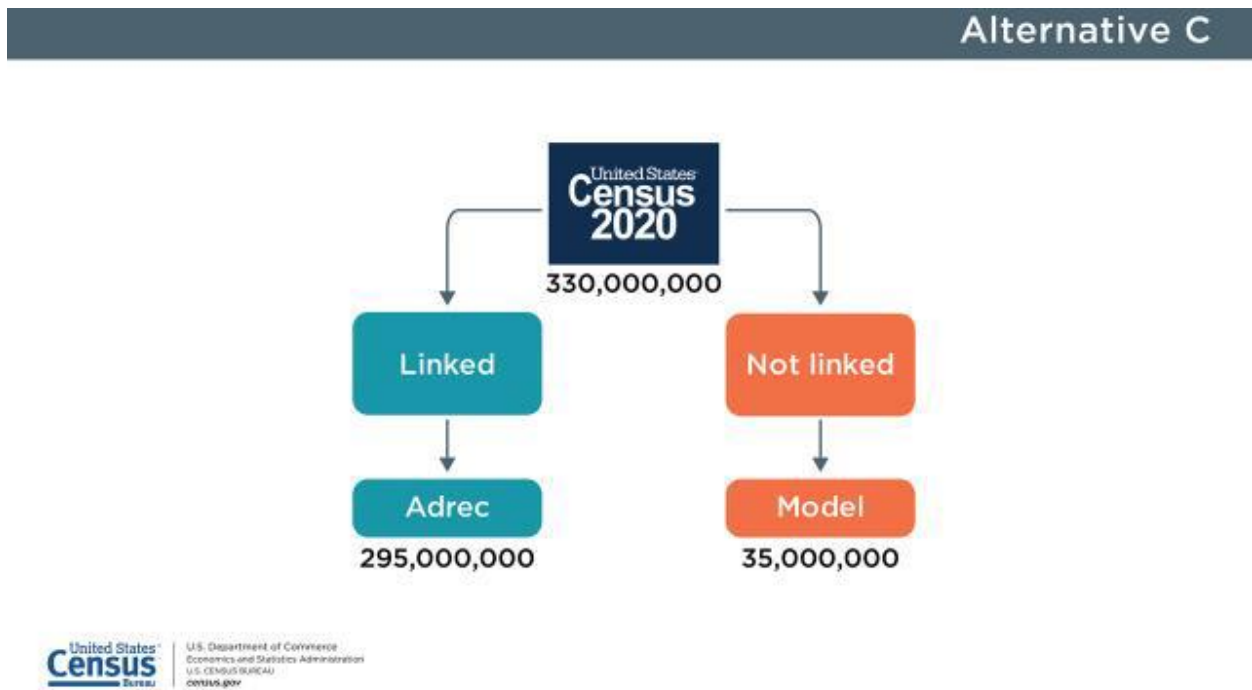 Alternative C
United States
Census
2020
330,000,000
Linked
Not linked
Adrec
Model
295,000,000
35,000,000
United States
Census
Bureau
U.S. Department of Commerce
Economics and Statistics Administration
U.S. CENSUS BUREAU
census.gov